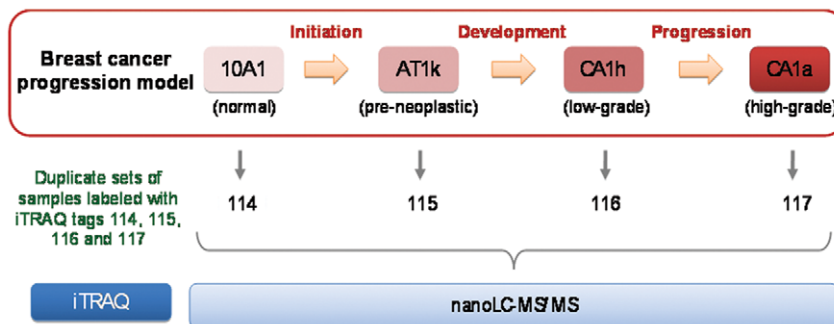 Initiation Development Progression
Breast cancer
progression model
10A1 AT1k CA1h CA1a
(normal) (pre-neoplastic) (low-grade) (high-grade)
Duplicate sets of
samples labeled with
iTRAQ tags 114, 115,
116 and 117
114 115 116 117
iTRAQ nanoLC-MS/MS